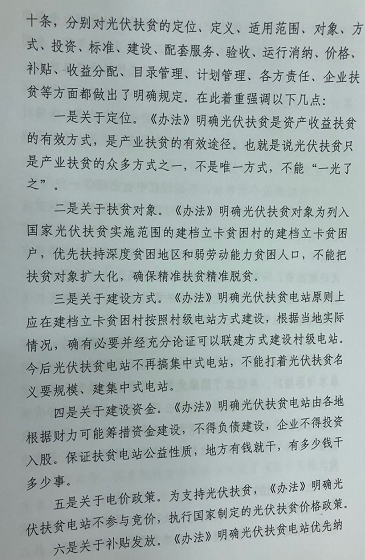 十条，分别对光伏扶贫的定位、定义、适用范围、对象、方
式、投资、标准、建设、配套服务、验收、运行消纳、价格、
补贴、收益分配、目录管理、计划管理、各方责任、企业扶
贫等方面都做出了明确规定。在此着重强调以下几点：
一是关于定位。《办法》明确光伏扶贫是资产收益扶贫
的有效方式，是产业扶贫的有效途径。也就是说光伏扶贫只
是产业扶贫的众多方式之一，不是唯一方式，不能“一光了
之”。
二是关于扶贫对象。《办法》明确光伏扶贫对象为列入
国家光伏扶贫实施范围的建档立卡贫困村的建档立卡贫困
户，优先扶持深度贫困地区和弱劳动能力贫困人口，不能把
扶贫对象扩大化，确保精准扶贫精准脱贫。
三是关于建设方式。《办法》明确光伏扶贫电站原则上
应在建档立卡贫困村按照村级电站方式建设，根据当地实际
情况，确有必要并经充分论证可以联建方式建设村级电站。
今后光伏扶贫电站不再搞集中式电站，不能打着光伏扶贫名
义要规模、建集中式电站。
四是关于建设资金。《办法》明确光伏扶贫电站由各地
根据财力可能筹措资金建设，不得负债建设，企业不得投资
入股。保证扶贫电站公益性质，地方有钱就干，有多少钱干
多少事。
五是关于电价政策。为支持光伏扶贫，《办法》明确光
伏扶贫电站不参与竞价，执行国家制定的光伏扶贫价格政策。
六是关于补贴发放。《办法》明确光伏扶贫电站优先纳